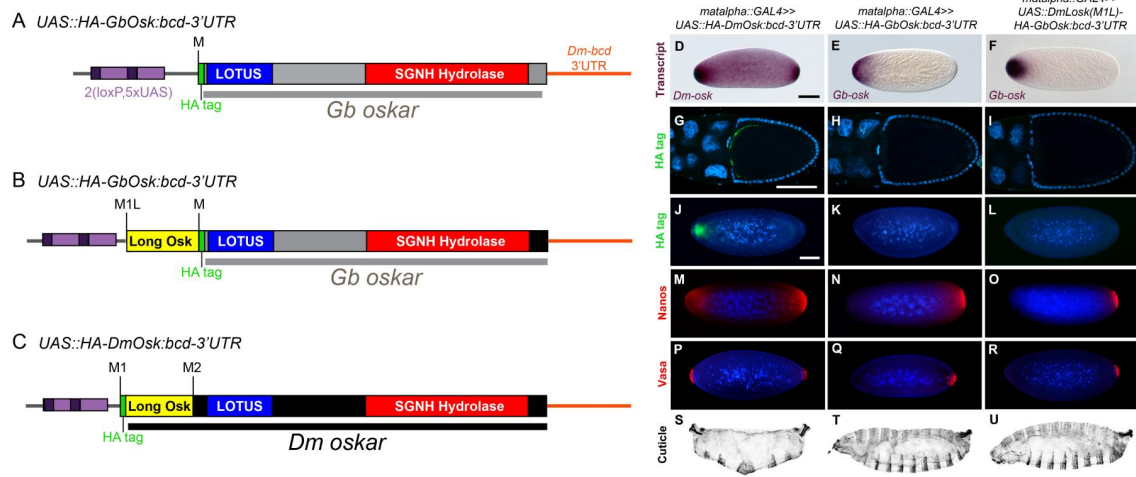 A UAS::HA-GbOsk:bcd-3'UTR
M
LOTUS
SGNH Hydrolase
Dm-bcd
3'UTR
2(loxP,5xUAS)
HA tag
Gb oskar
B UAS::HA-GbOsk:bcd-3'UTR
M1L
M
Long Osk
LOTUS
SGNH Hydrolase
HA tag
Gb oskar
C UAS::HA-DmOsk:bcd-3'UTR
M1
M2
Long Osk
LOTUS
SGNH Hydrolase
HA tag
Dm oskar
matalpha::GAL4>>
UAS::HA-DmOsk:bcd-3'UTR
matalpha::GAL4>>
UAS::HA-GbOsk:bcd-3'UTR
UAS::DmLosk(M1L)-
HA-GbOsk:bcd-3'UTR
Transcript
D
Dm-osk
E
Gb-osk
F
Gb-osk
HA tag
G
H
I
HA tag
J
K
L
Nanos
M
N
O
Vasa
P
Q
R
Cuticle
S
T
U